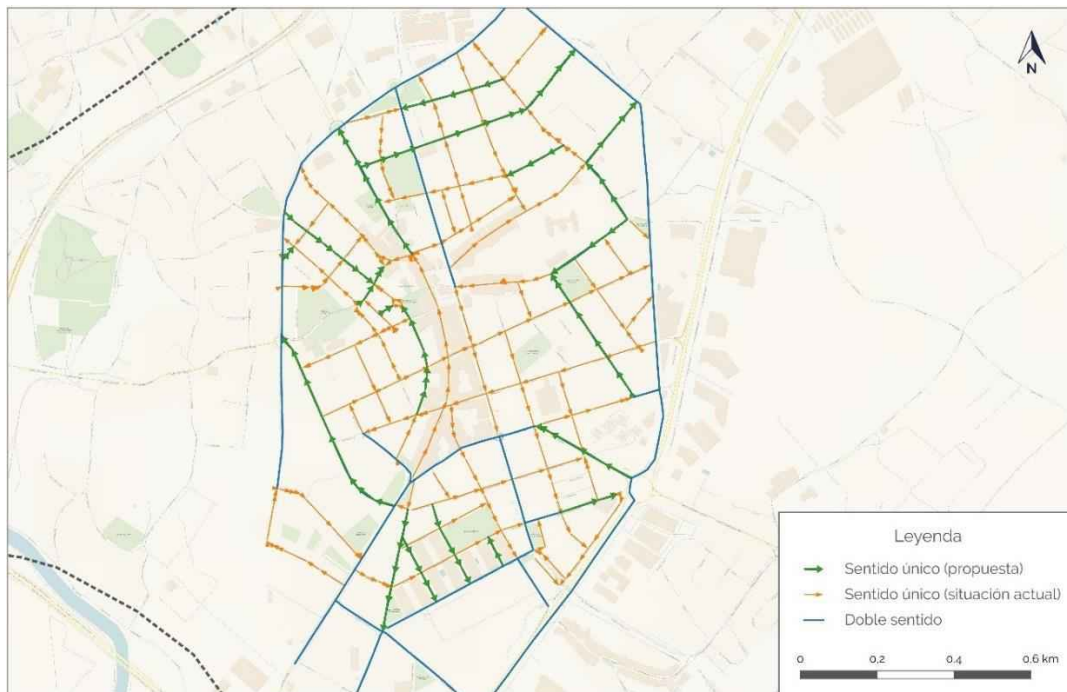 N
Leyenda
Sentido único (propuesta)
Sentido único (situación actual)
Doble sentido
0 0,2 0,4 0,6 km